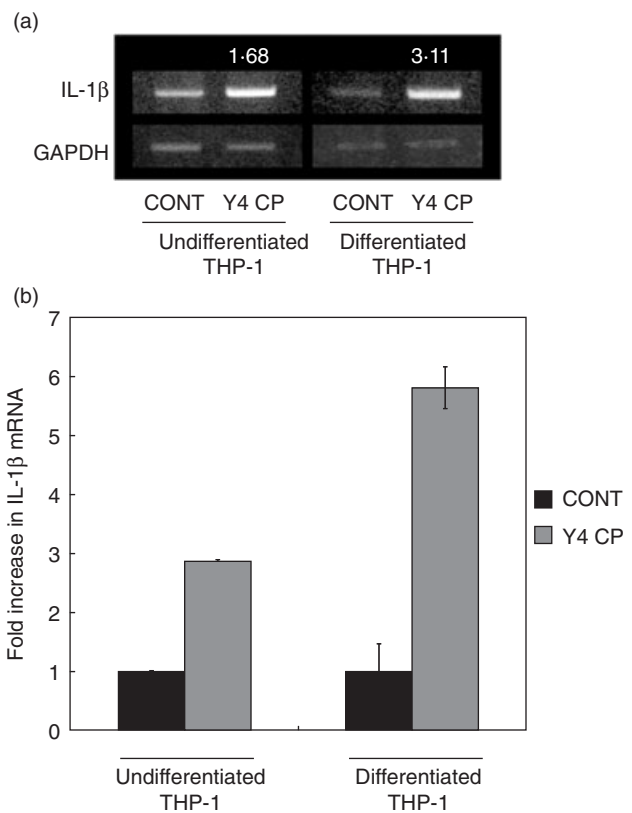 (a)
1·68 3·11
IL-1β
GAPDH
CONT Y4 CP CONT Y4 CP
Undifferentiated Differentiated
THP-1 THP-1
(b)
7
6
5
4
3
2
1
0
Fold increase in IL-1β mRNA
CONT
Y4 CP
Undifferentiated Differentiated
THP-1 THP-1